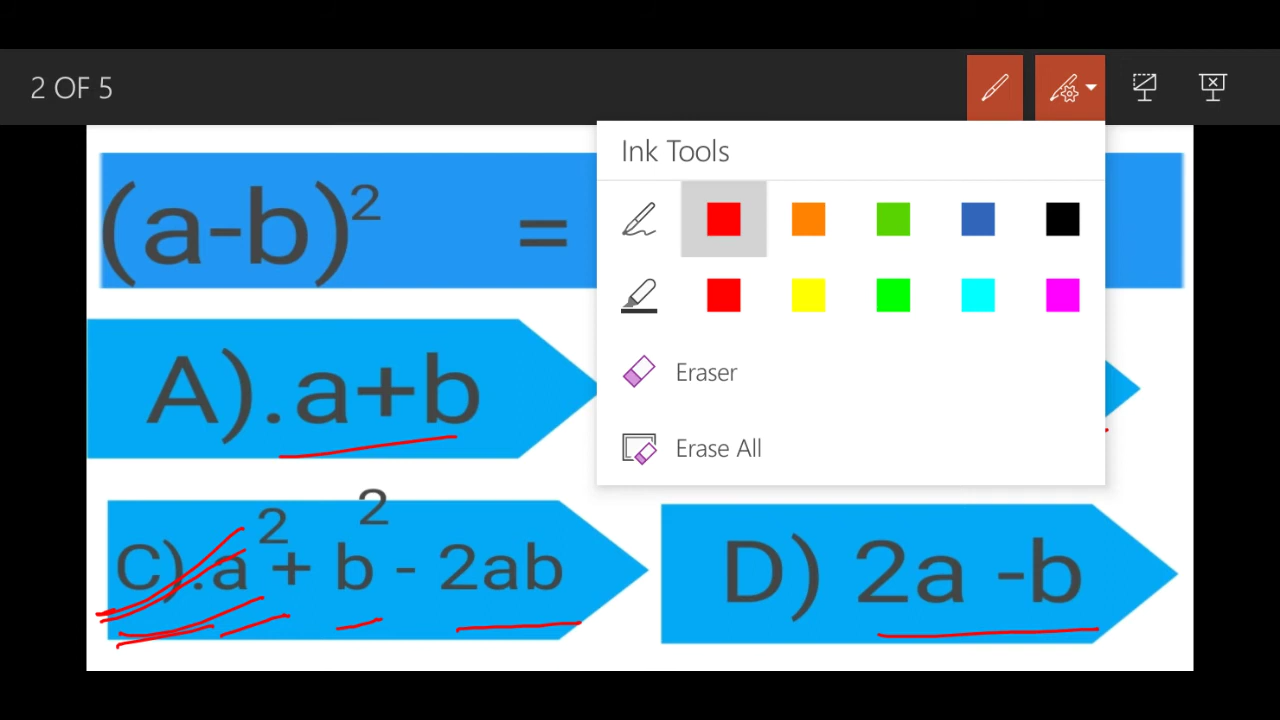 2 OF 5
Ink Tools
(a-b)² =
A).a+b
Eraser
Erase All
C).a²+ b² - 2ab
D) 2a -b